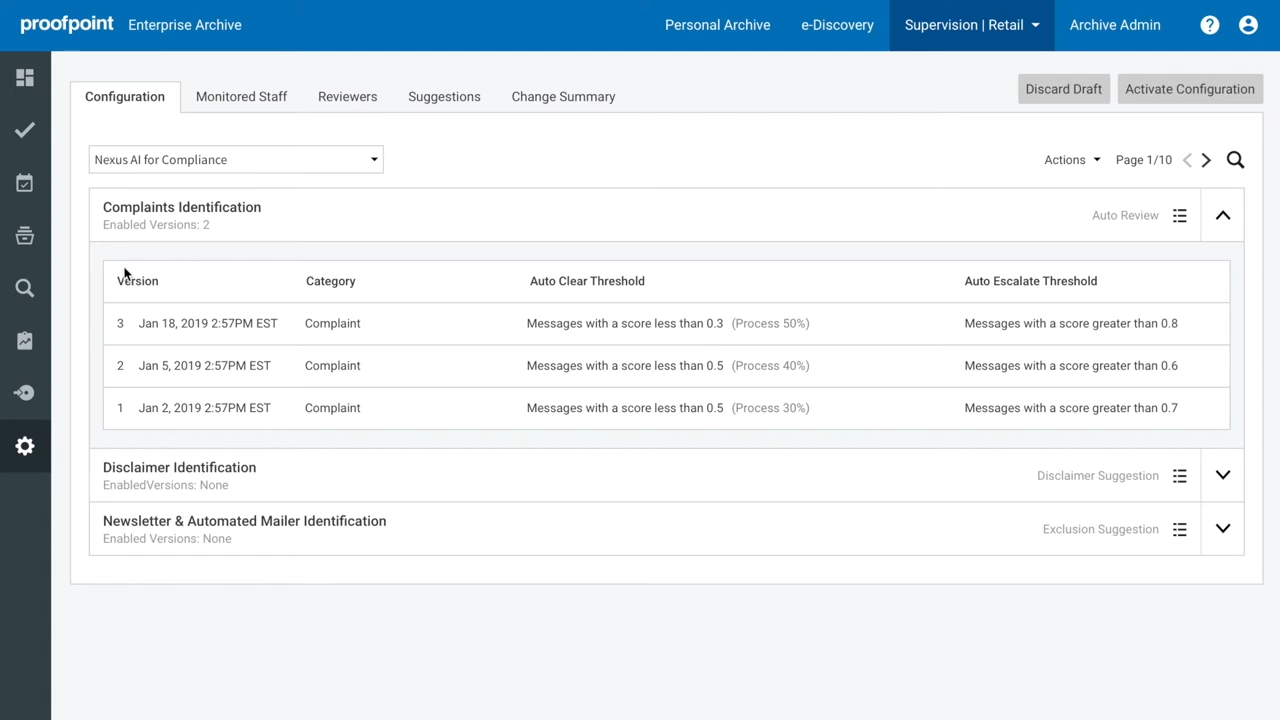 proofpoint Enterprise Archive Personal Archive e-Discovery Supervision | Retail Archive Admin ?
Configuration Monitored Staff Reviewers Suggestions Change Summary Discard Draft Activate Configuration
Nexus AI for Compliance Actions Page 1/10
Complaints Identification
Enabled Versions: 2
Auto Review
Version Category Auto Clear Threshold Auto Escalate Threshold
3 Jan 18, 2019 2:57PM EST Complaint Messages with a score less than 0.3 (Process 50%) Messages with a score greater than 0.8
2 Jan 5, 2019 2:57PM EST Complaint Messages with a score less than 0.5 (Process 40%) Messages with a score greater than 0.6
1 Jan 2, 2019 2:57PM EST Complaint Messages with a score less than 0.5 (Process 30%) Messages with a score greater than 0.7
Disclaimer Identification
EnabledVersions: None
Disclaimer Suggestion
Newsletter & Automated Mailer Identification
Enabled Versions: None
Exclusion Suggestion